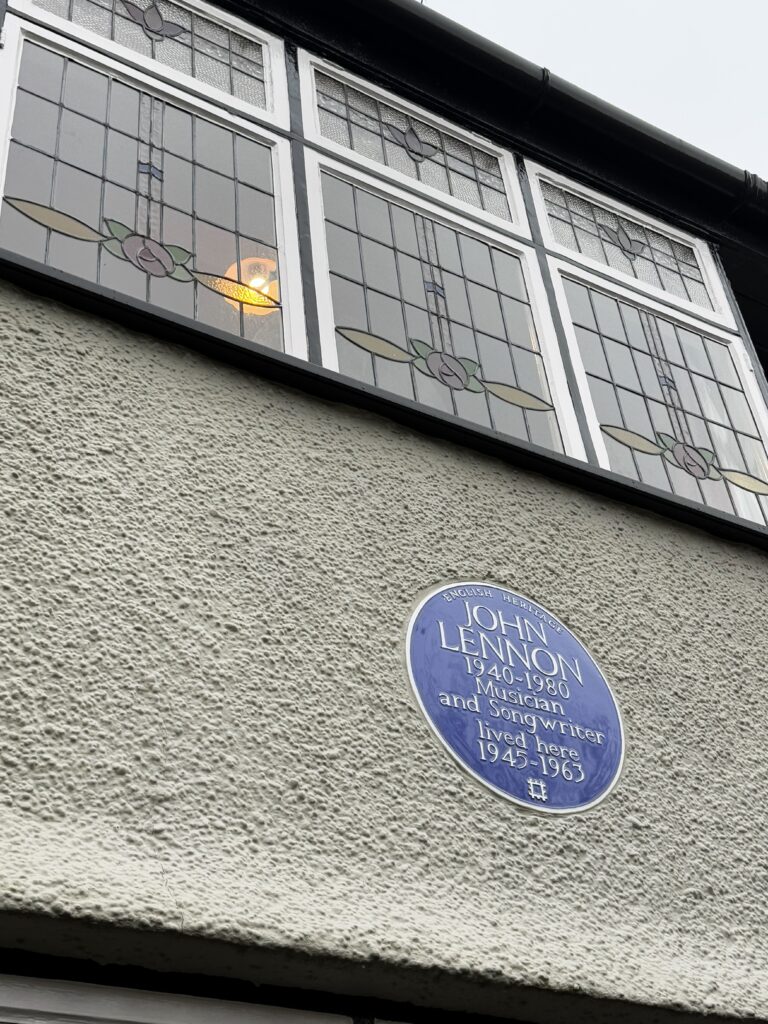 ENGLISH HERITAGE
JOHN
LENNON
1940-1980
Musician
and Songwriter
lived here
1945-1963